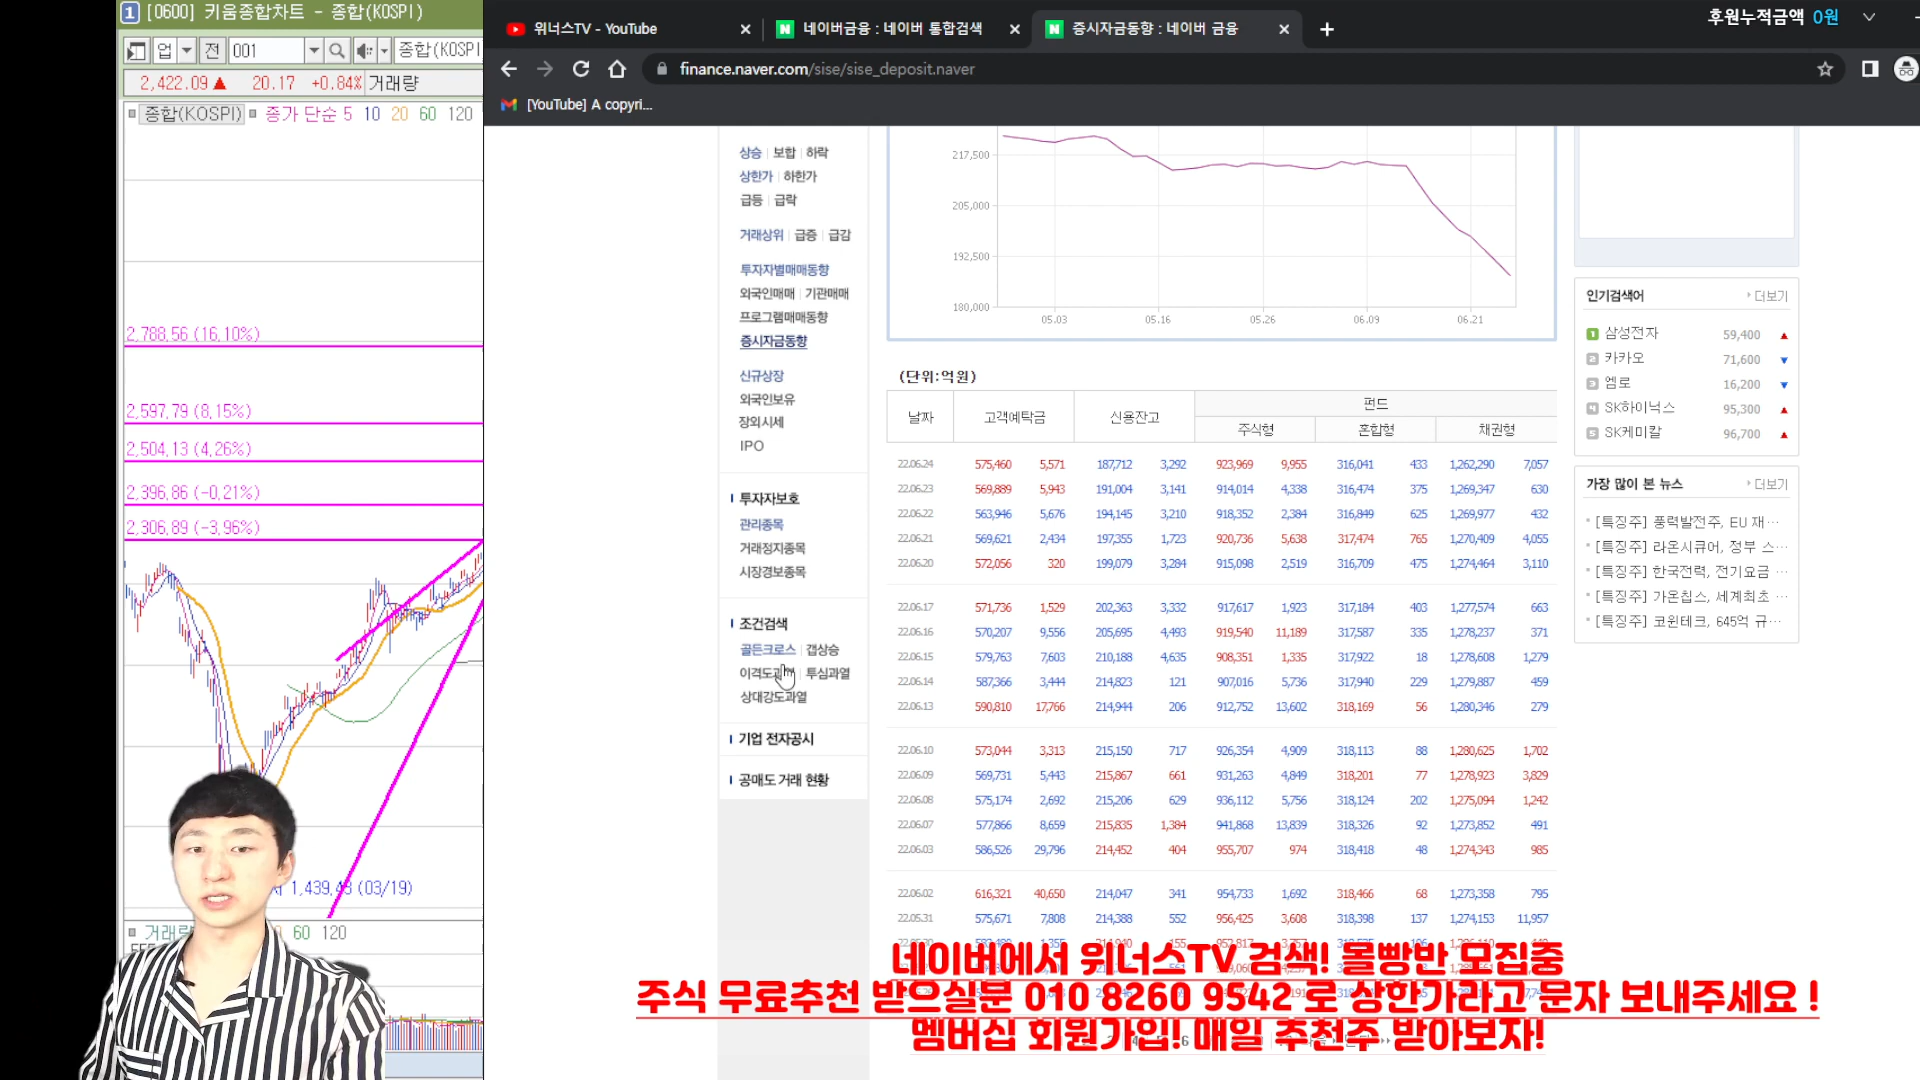 1 [0600] 키움종합차트 - 종합(KOSPI)
업 전 001 종합(KOSPI
2,422.09 ▲ 20.17 +0.84% 거래량
종합(KOSPI) 종가 단순 5 10 20 60 120
2,788.56 (16.10%)
2,597.79 (8.15%)
2,504.13 (4.26%)
2,396.86 (-0.21%)
2,306.89 (-3.96%)
1,439.43 (03/19)
거래량 60 120
위너스TV - YouTube
네이버금융 : 네이버 통합검색
증시자금동향 : 네이버 금융
후원누적금액 0원
finance.naver.com/sise/sise_deposit.naver
[YouTube] A copyri...
상승 보합 하락
상한가 하한가
급등 급락
거래상위 급증 급감
투자자별매매동향
외국인매매 기관매매
프로그램매매동향
증시자금동향
신규상장
외국인보유
장외시세
IPO
투자자보호
관리종목
거래정지종목
시장경보종목
조건검색
골든크로스 갭상승
이격도과열 투심과열
상대강도과열
기업 전자공시
공매도 거래 현황
217,500
205,000
192,500
180,000
05.03 05.16 05.26 06.09 06.21
(단위:억원)
날짜 고객예탁금 신용잔고 펀드
주식형 혼합형 채권형
22.06.24 575,460 5,571 187,712 3,292 923,969 9,955 316,041 433 1,262,290 7,057
22.06.23 569,889 5,943 191,004 3,141 914,014 4,338 316,474 375 1,269,347 630
22.06.22 563,946 5,676 194,145 3,210 918,352 2,384 316,849 625 1,269,977 432
22.06.21 569,621 2,434 197,355 1,723 920,736 5,638 317,474 765 1,270,409 4,055
22.06.20 572,056 320 199,079 3,284 915,098 2,519 316,709 475 1,274,464 3,110
22.06.17 571,736 1,529 202,363 3,332 917,617 1,923 317,184 403 1,277,574 663
22.06.16 570,207 9,556 205,695 4,493 919,540 11,189 317,587 335 1,278,237 371
22.06.15 579,763 7,603 210,188 4,635 908,351 1,335 317,922 18 1,278,608 1,279
22.06.14 587,366 3,444 214,823 121 907,016 5,736 317,940 229 1,279,887 459
22.06.13 590,810 17,766 214,944 206 912,752 13,602 318,169 56 1,280,346 279
22.06.10 573,044 3,313 215,150 717 926,354 4,909 318,113 88 1,280,625 1,702
22.06.09 569,731 5,443 215,867 661 931,263 4,849 318,201 77 1,278,923 3,829
22.06.08 575,174 2,692 215,206 629 936,112 5,756 318,124 202 1,275,094 1,242
22.06.07 577,866 8,659 215,835 1,384 941,868 13,839 318,326 92 1,273,852 491
22.06.03 586,526 29,796 214,452 404 955,707 974 318,418 48 1,274,343 985
22.06.02 616,321 40,650 214,047 341 954,733 1,692 318,466 68 1,273,358 795
22.05.31 575,671 7,808 214,388 552 956,425 3,608 318,398 137 1,274,153 11,957
네이버에서 위너스TV 검색! 몰빵반 모집중
주식 무료추천 받으실분 010 8260 9542 로 상한가라고 문자 보내주세요 !
멤버십 회원가입! 매일 추천주 받아보자!
인기검색어 더보기
1 삼성전자 59,400 ▲
2 카카오 71,600 ▼
3 엠로 16,200 ▼
4 SK하이닉스 95,300 ▲
5 SK케미칼 96,700 ▲
가장 많이 본 뉴스 더보기
[특징주] 풍력발전주, EU 재…
[특징주] 라온시큐어, 정부 스…
[특징주] 한국전력, 전기요금 …
[특징주] 가온칩스, 세계최초 …
[특징주] 코윈테크, 645억 규…